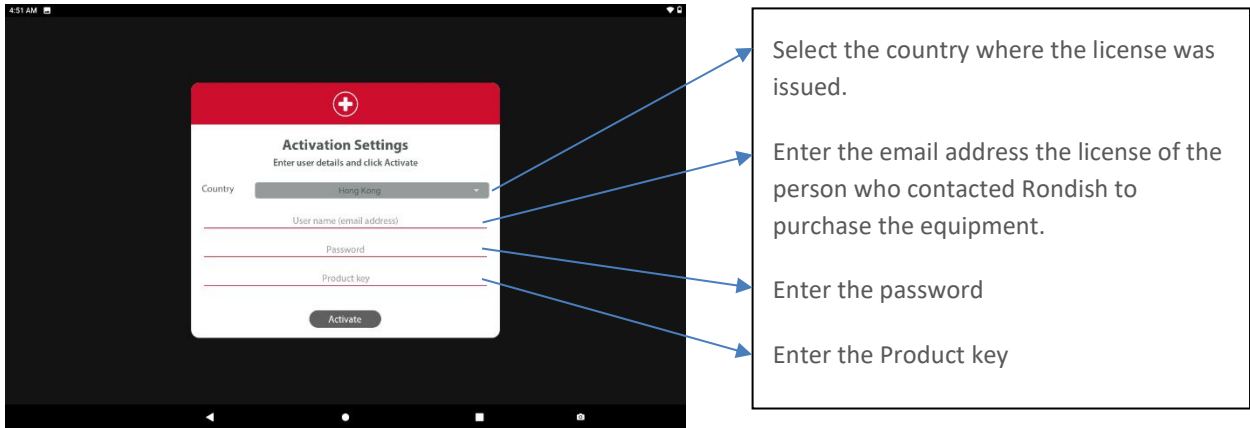 4:51 AM
Activation Settings
Enter user details and click Activate
Country
Hong Kong
User name (email address)
Password
Product key
Activate
Select the country where the license was
issued.
Enter the email address the license of the
person who contacted Rondish to
purchase the equipment.
Enter the password
Enter the Product key